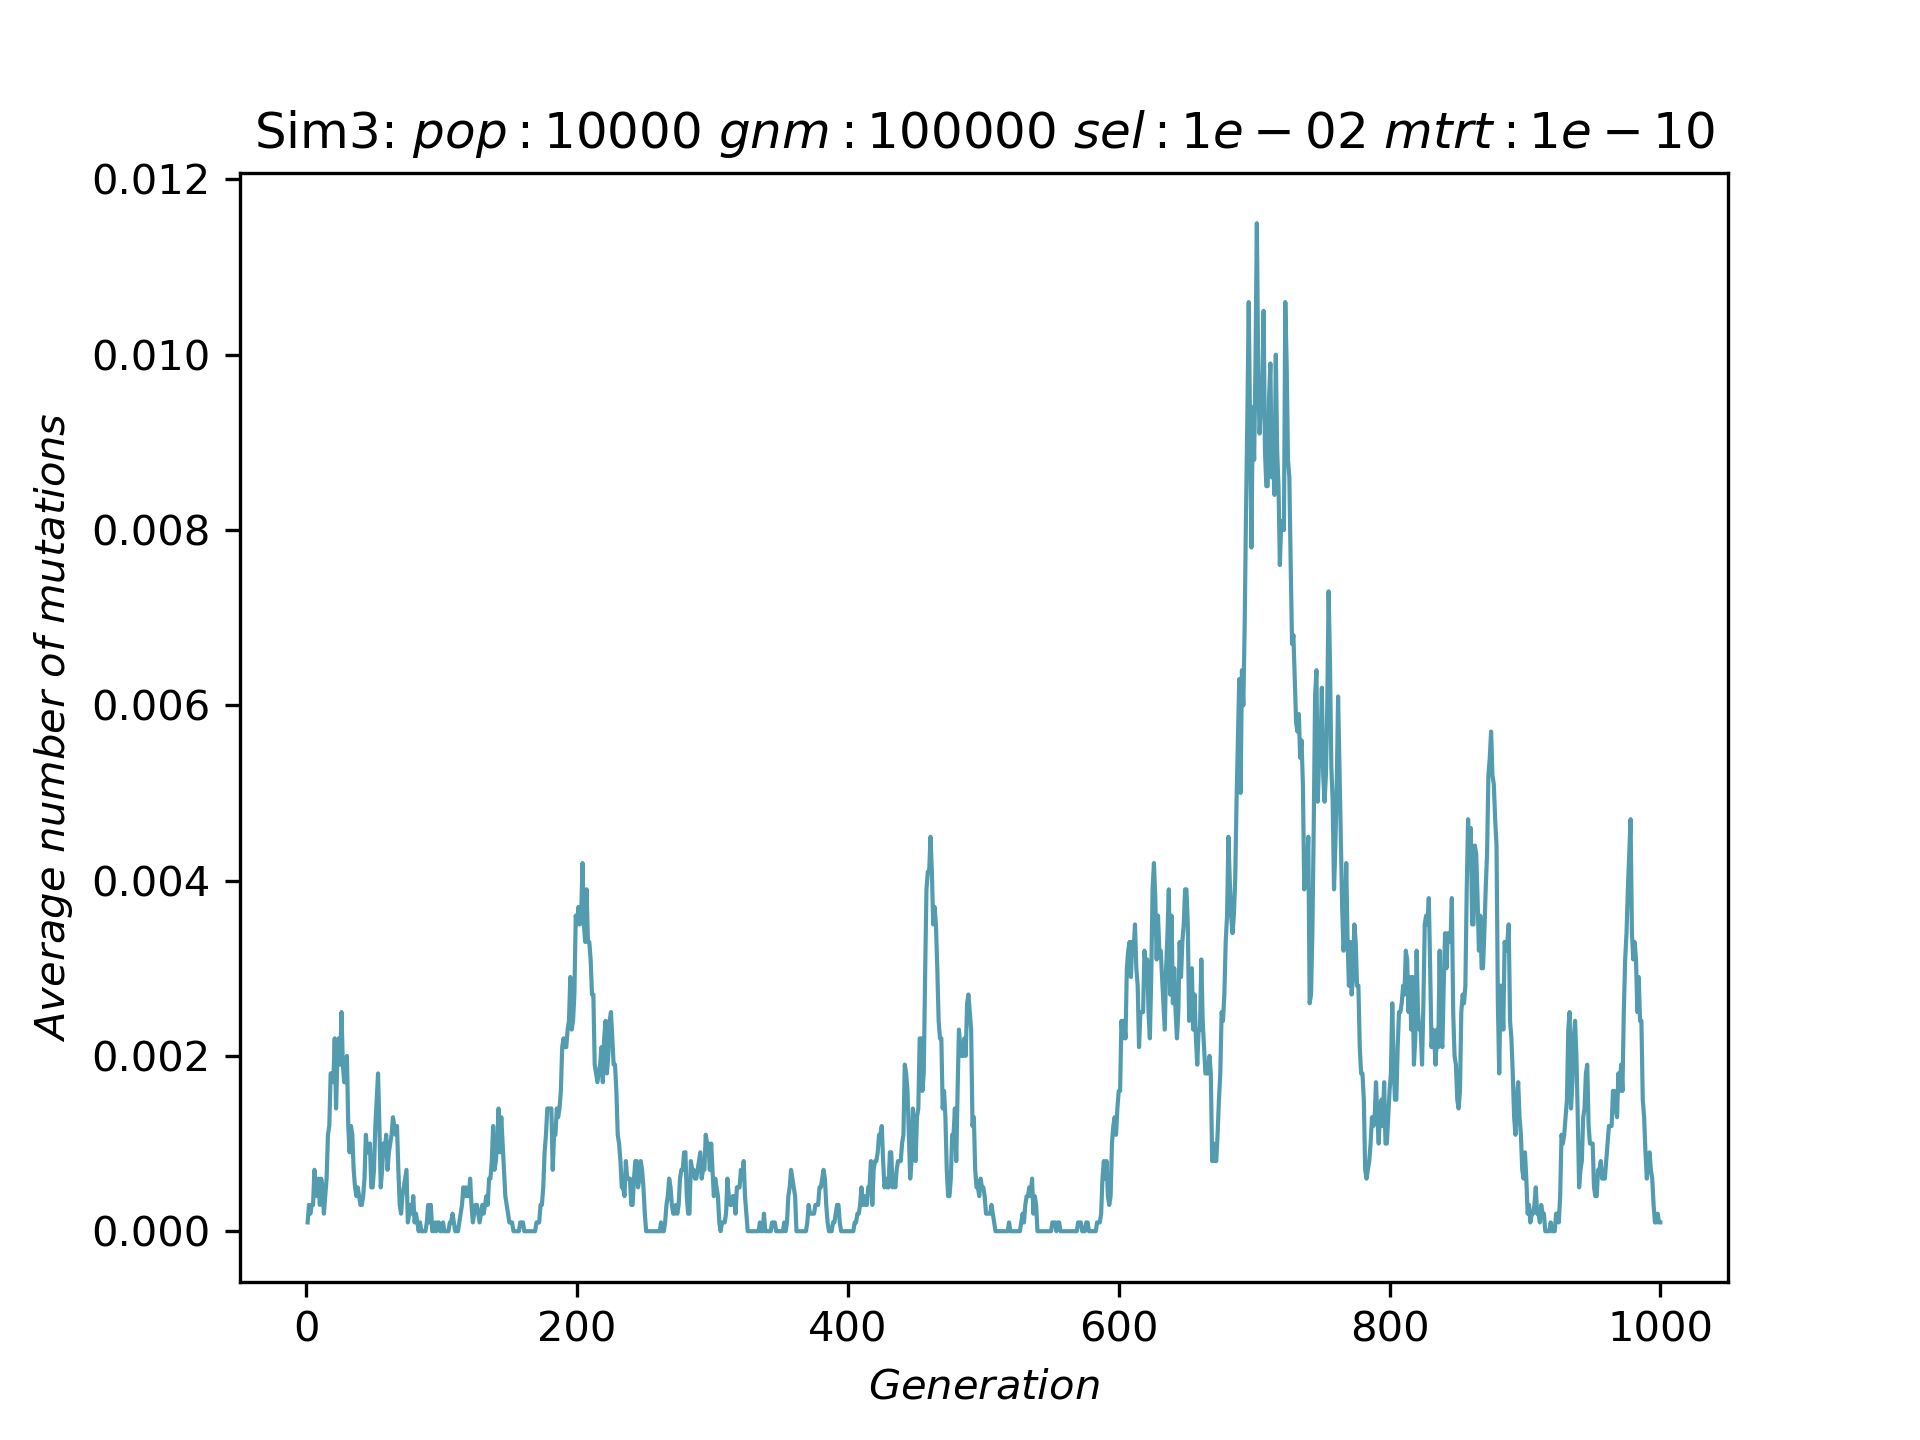 Sim3: pop : 10000 gnm : 100000 sel : 1e − 02 mtrt : 1e − 10
0.012
0.010
0.008
0.006
0.004
0.002
0.000
Average number of mutations
0 200 400 600 800 1000
Generation